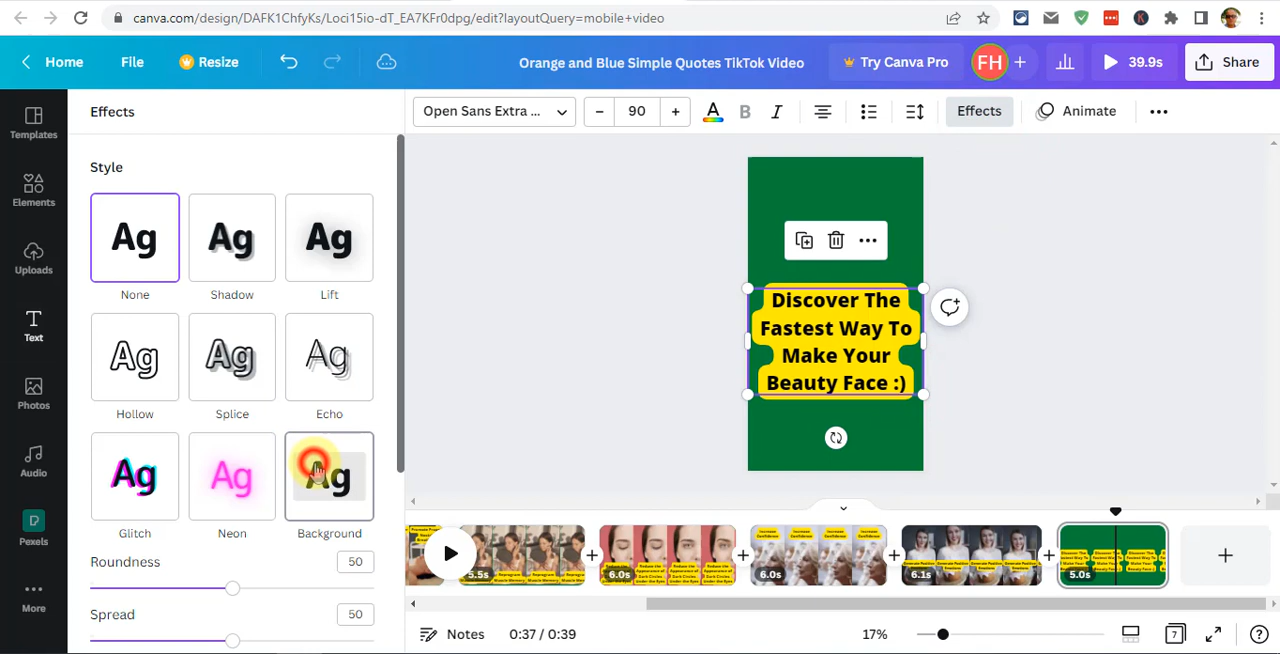 canva.com/design/DAFK1ChfyKs/Loci15io-dT_EA7KFr0dpg/edit?layoutQuery=mobile+video
Home File Resize Orange and Blue Simple Quotes TikTok Video Try Canva Pro FH + 39.9s Share
Effects
Open Sans Extra ... – 90 + A B I Effects Animate
Templates
Elements
Uploads
Text
Photos
Audio
Pexels
More
Style
Ag Ag Ag
None Shadow Lift
Ag Ag Ag
Hollow Splice Echo
Ag Ag Ag
Glitch Neon Background
Roundness 50
Spread 50
Discover The
Fastest Way To
Make Your
Beauty Face :)
5.5s 6.0s 6.0s 6.1s 5.0s
Notes 0:37 / 0:39 17% 7